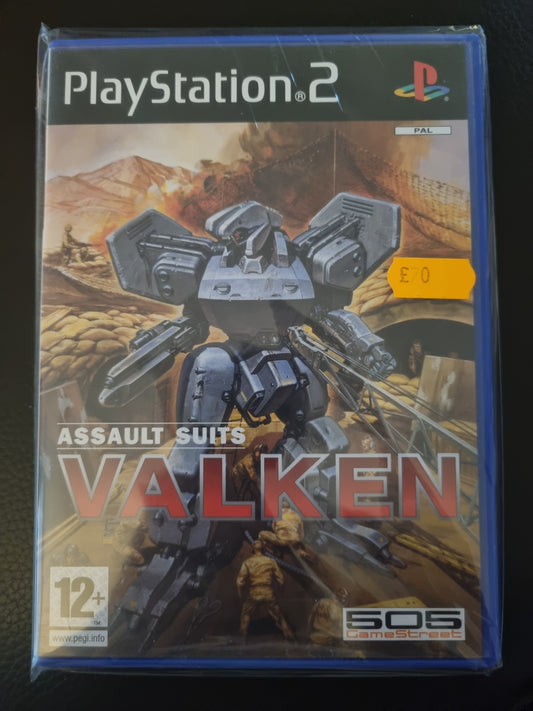 PlayStation®2
PAL
£70
ASSAULT SUITS
VALKEN
12+
www.pegi.info
505
GameStreet